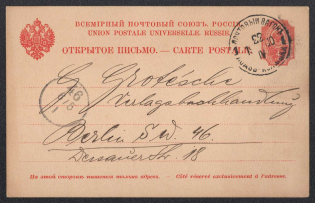 ВСЕМІРНЫЙ ПОЧТОВЫЙ СОЮЗЪ. РОССІЯ.
UNION POSTALE UNIVERSELLE. RUSSIE.
ОТКРЫТОЕ ПИСЬМО. — CARTE POSTALE.
G. Grote'sche
Verlagsbuchhandlung
Berlin S.W. 46.
Dessauer Str. 18
На этой сторонѣ пишется только адресъ. — Côté réservé exclusivement à l'adresse.